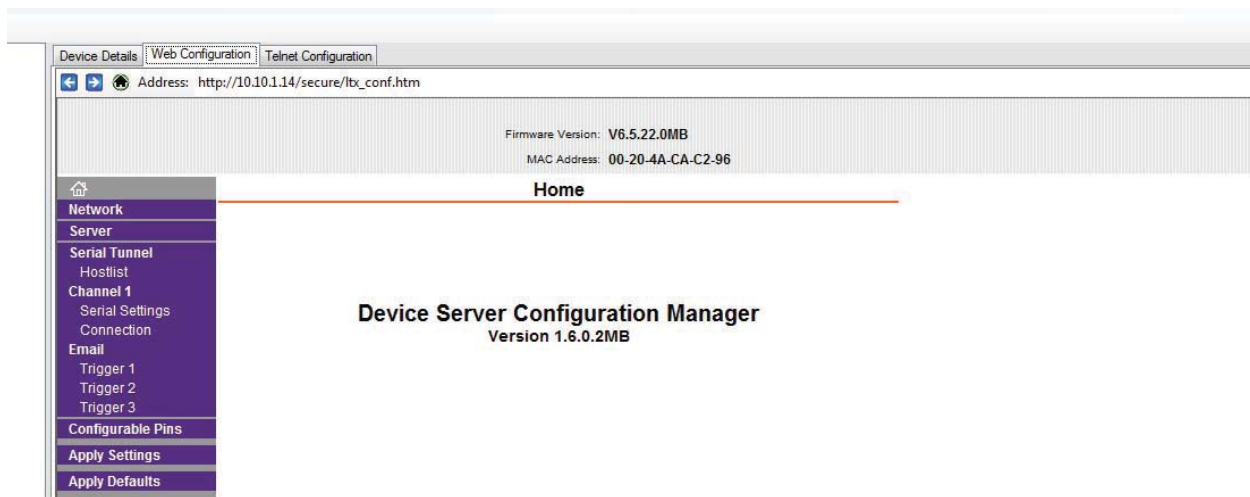 Device Details Web Configuration Telnet Configuration
Address: http://10.10.1.14/secure/ltx_conf.htm
Firmware Version: V6.5.22.0MB
MAC Address: 00-20-4A-CA-C2-96
Home
Network
Server
Serial Tunnel
Hostlist
Channel 1
Serial Settings
Connection
Email
Trigger 1
Trigger 2
Trigger 3
Configurable Pins
Apply Settings
Apply Defaults
Device Server Configuration Manager
Version 1.6.0.2MB